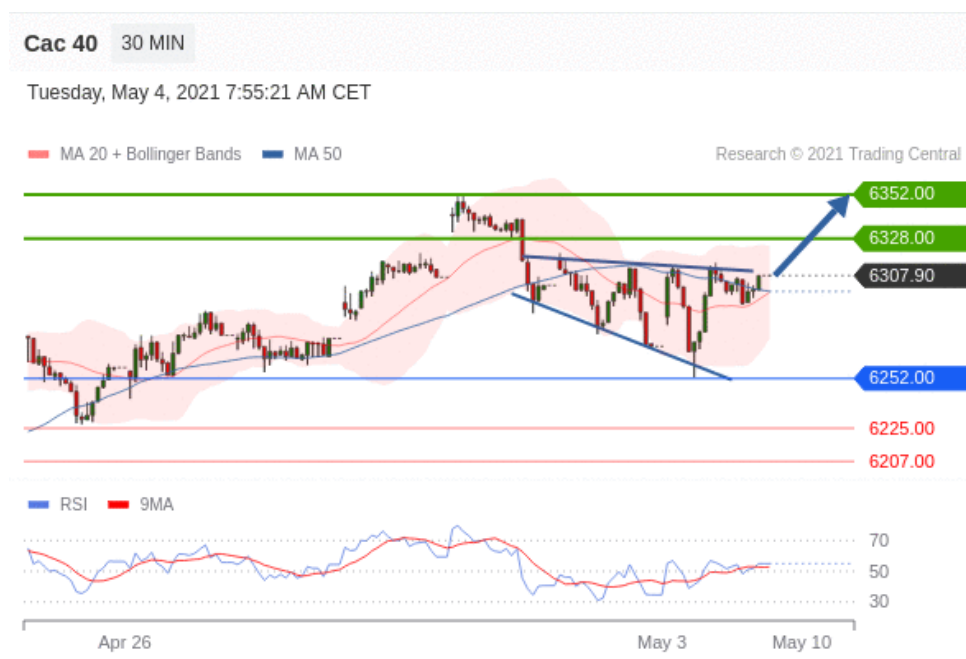 Cac 40 30 MIN
Tuesday, May 4, 2021 7:55:21 AM CET
MA 20 + Bollinger Bands MA 50 Research © 2021 Trading Central
6352.00
6328.00
6307.90
6252.00
6225.00
6207.00
RSI 9MA
70
50
30
Apr 26 May 3 May 10